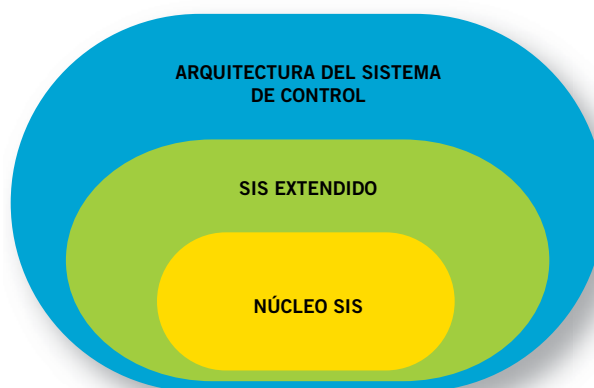 ARQUITECTURA DEL SISTEMA
DE CONTROL
SIS EXTENDIDO
NÚCLEO SIS